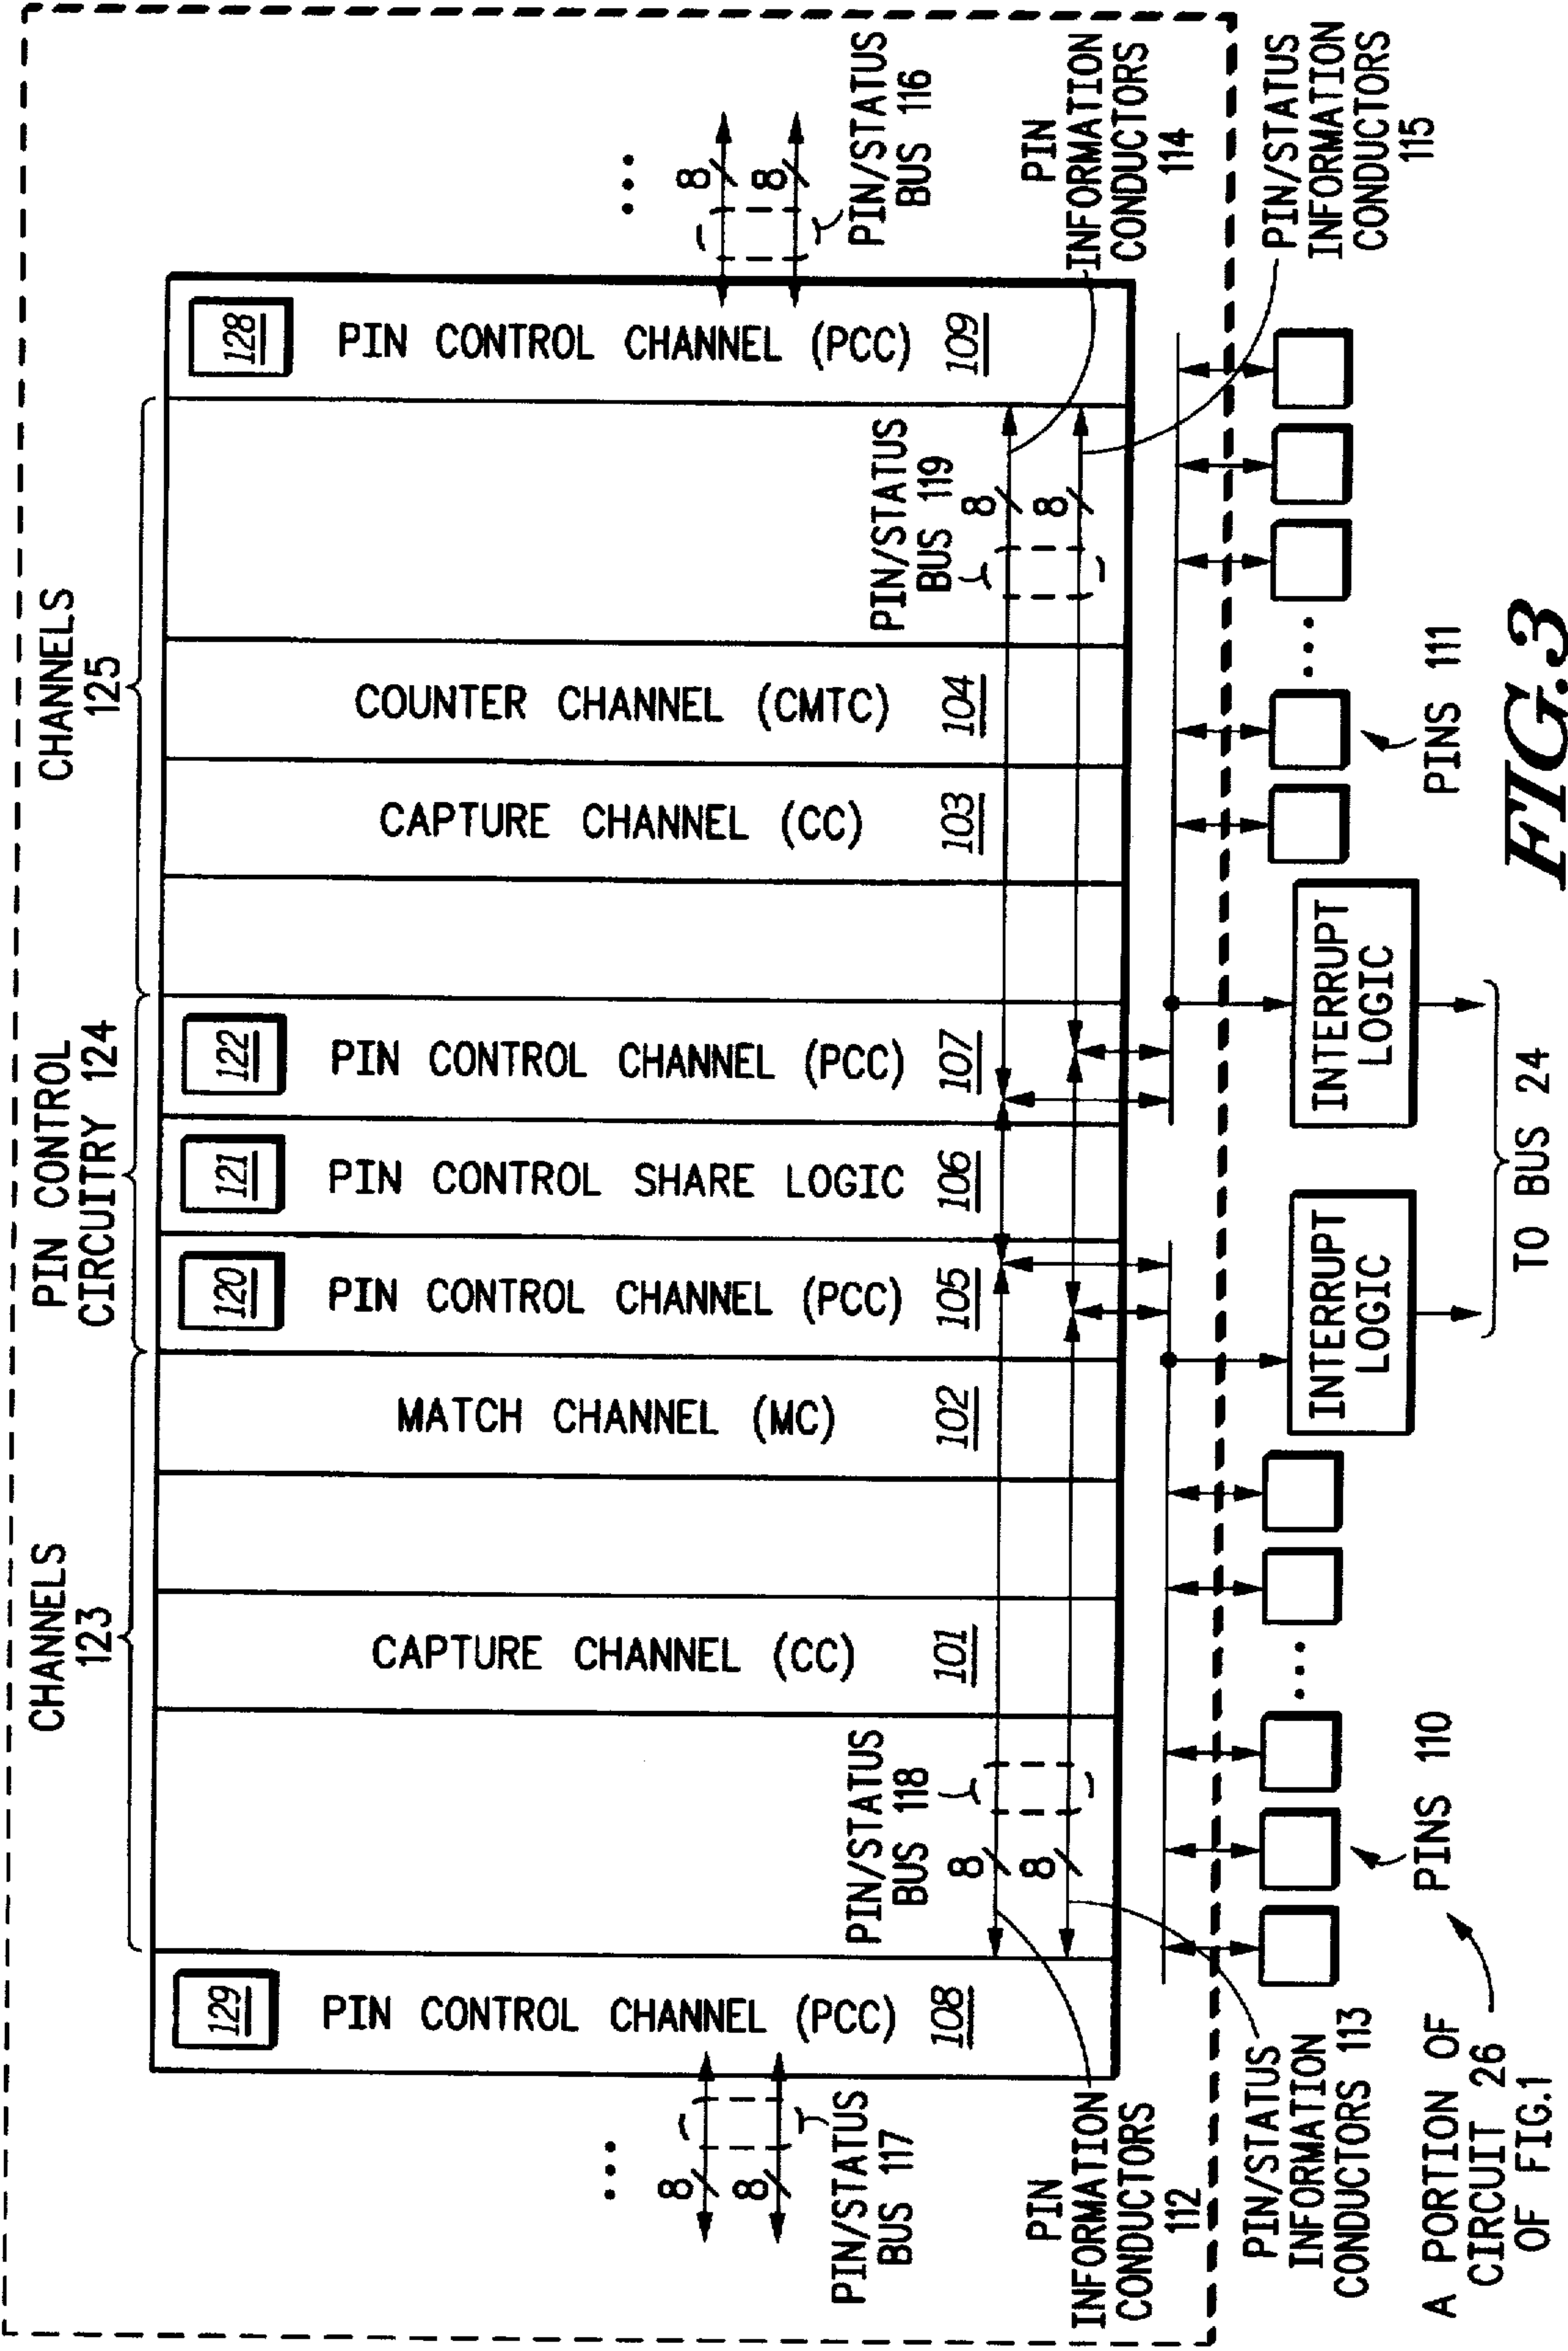 CHANNELS
123
PIN CONTROL
CIRCUITRY 124
CHANNELS
125
129
PIN CONTROL CHANNEL (PCC)
108
CAPTURE CHANNEL (CC)
101
MATCH CHANNEL (MC)
102
120
PIN CONTROL CHANNEL (PCC)
105
121
PIN CONTROL SHARE LOGIC
106
122
PIN CONTROL CHANNEL (PCC)
107
CAPTURE CHANNEL (CC)
103
COUNTER CHANNEL (CMTC)
104
128
PIN CONTROL CHANNEL (PCC)
109
...
8
8
PIN/STATUS
BUS 117
PIN/STATUS
BUS 118
8
8
PIN/STATUS
BUS 119
8
8
...
8
8
PIN/STATUS
BUS 116
PIN
INFORMATION
CONDUCTORS
112
PIN/STATUS
INFORMATION
CONDUCTORS 113
PIN
INFORMATION
CONDUCTORS
114
PIN/STATUS
INFORMATION
CONDUCTORS
115
...
PINS 110
INTERRUPT
LOGIC
INTERRUPT
LOGIC
TO BUS 24
...
PINS 111
A PORTION OF
CIRCUIT 26
OF FIG.1
FIG.3